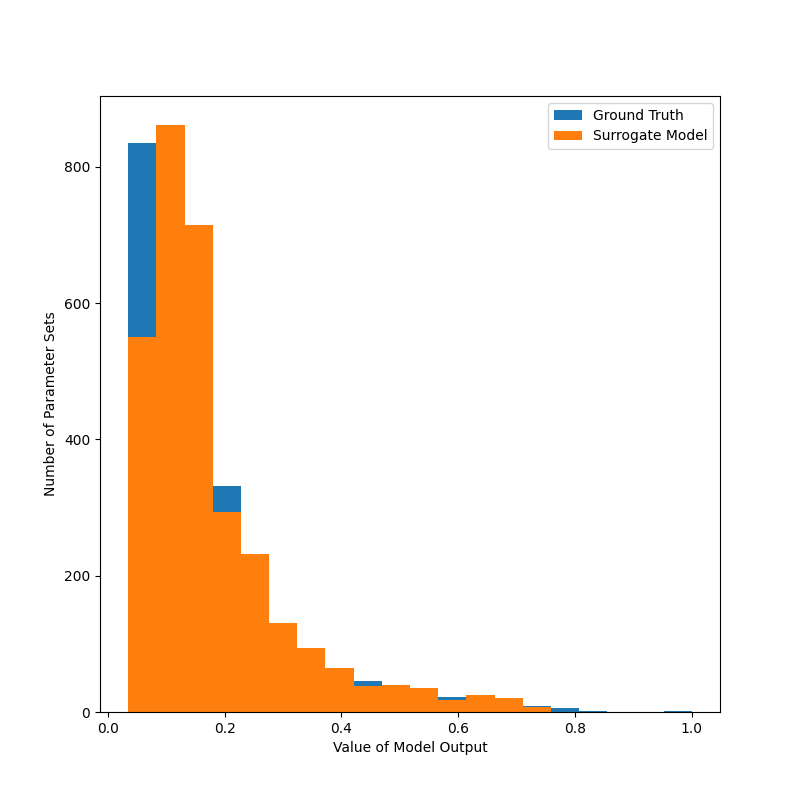 Ground Truth
Surrogate Model
Number of Parameter Sets
800
600
400
200
0
0.0 0.2 0.4 0.6 0.8 1.0
Value of Model Output